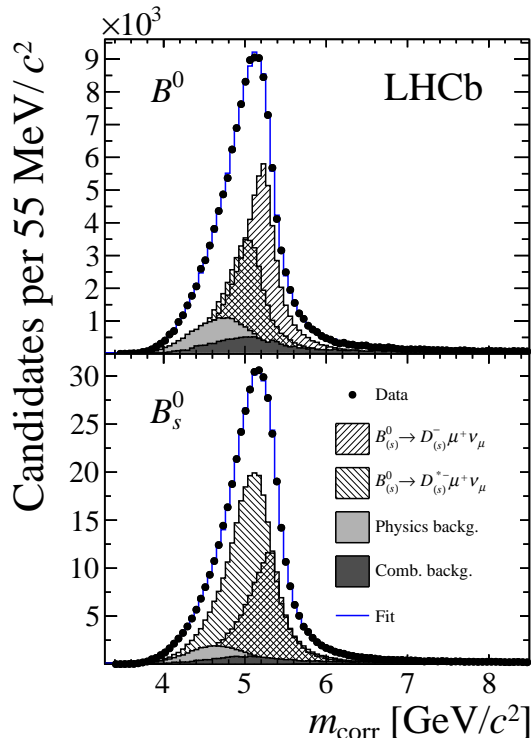 ×10³
B⁰ LHCb
9
8
7
6
5
4
3
2
1
Candidates per 55 MeV/c²
B⁰ₛ
30
25
20
15
10
5
Data
B⁰₍ₛ₎→ D⁻₍ₛ₎ μ⁺ νμ
B⁰₍ₛ₎→ D*⁻₍ₛ₎ μ⁺ νμ
Physics backg.
Comb. backg.
Fit
4 5 6 7 8
m_corr [GeV/c²]